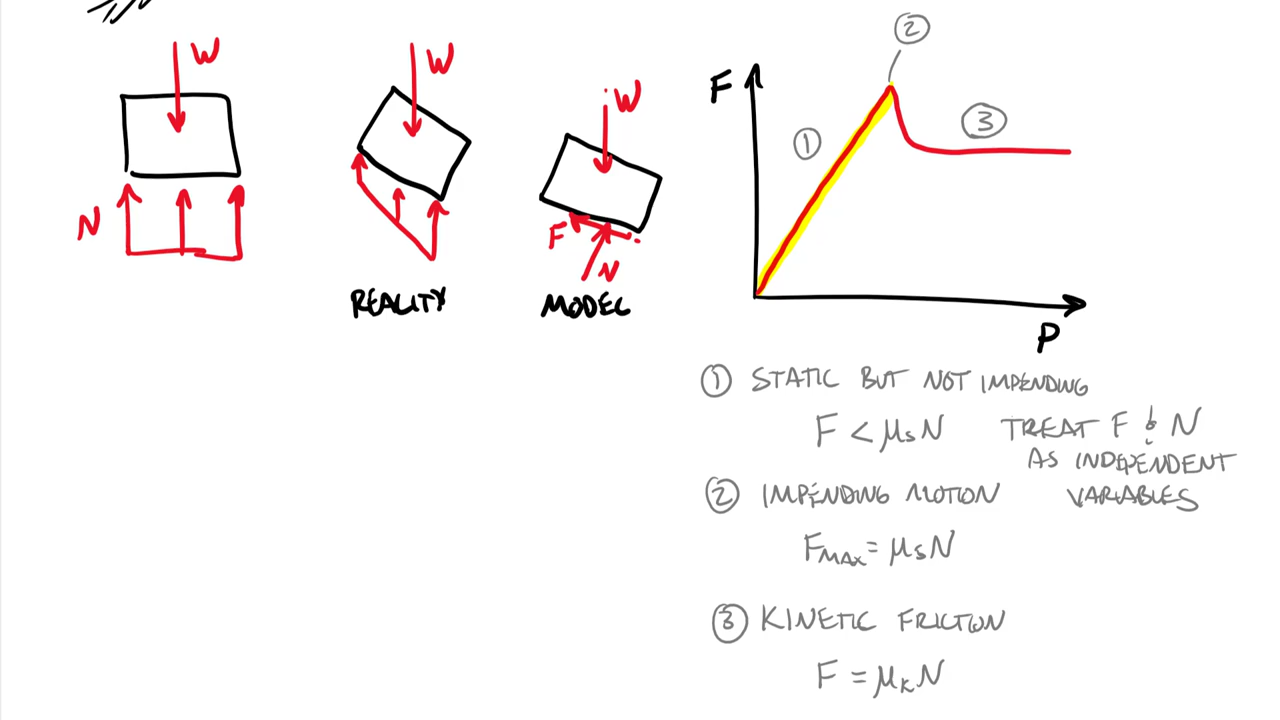 W
N
W
REALITY
W
F
N
MODEL
F
P
1
2
3
① STATIC BUT NOT IMPENDING
F < μsN
TREAT F & N
AS INDEPENDENT
VARIABLES
② IMPENDING MOTION
FMAX = μsN
③ KINETIC FRICTION
F = μKN